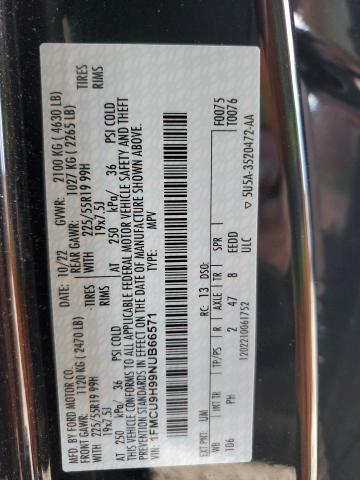 MFD. BY FORD MOTOR CO.
DATE: 10/22 GVWR: 2100 KG ( 4630 LB)
FRONT GAWR: 1120 KG ( 2470 LB) REAR GAWR: 1027 KG ( 2265 LB)
225/55R19 99H TIRES WITH 225/55R19 99H TIRES
19x7.5J RIMS 19x7.5J RIMS
AT 250 kPa/ 36 PSI COLD AT 250 kPa/ 36 PSI COLD
THIS VEHICLE CONFORMS TO ALL APPLICABLE FEDERAL MOTOR VEHICLE SAFETY AND THEFT
PREVENTION STANDARDS IN EFFECT ON THE DATE OF MANUFACTURE SHOWN ABOVE.
VIN: 1FMCU9H99NUB66571
TYPE: MPV
F0075
T0076
EXT PNT: UM RC: 13 DSO:
WB INT TR TP/PS R AXLE TR SPR
106 PH 2 47 8 EEDD
1202210061752 ULC
5U5A-3520472-AA